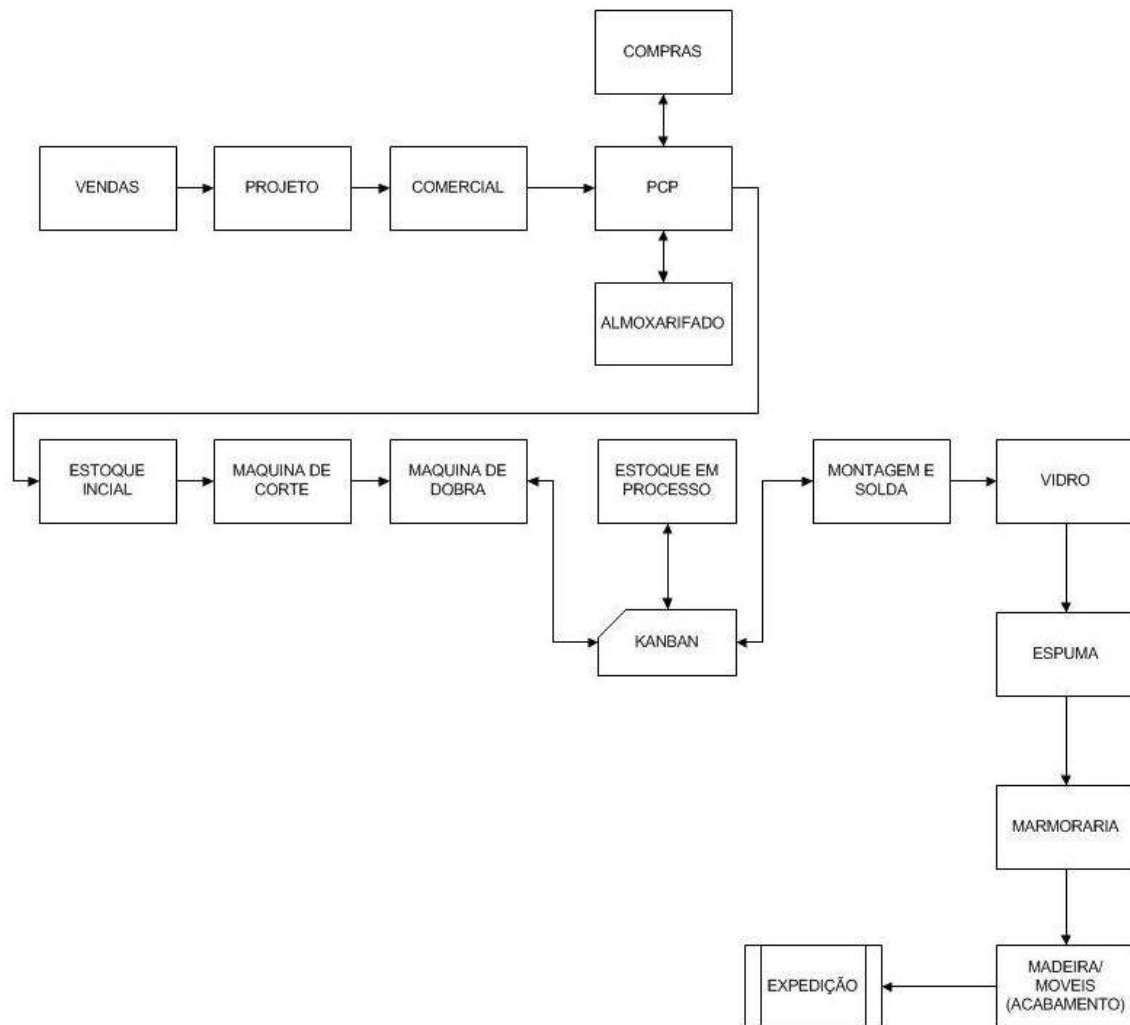 COMPRAS
VENDAS
PROJETO
COMERCIAL
PCP
ALMOXARIFADO
ESTOQUE
INCIAL
MAQUINA DE
CORTE
MAQUINA DE
DOBRA
ESTOQUE EM
PROCESSO
MONTAGEM E
SOLDA
VIDRO
KANBAN
ESPUMA
MARMORARIA
MADEIRA/
MOVEIS
(ACABAMENTO)
EXPEDIÇÃO